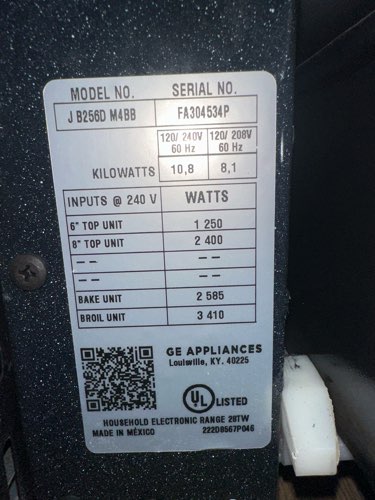 MODEL NO. SERIAL NO.
J B256D M4BB FA304534P
120/ 240V 120/ 208V
60 Hz 60 Hz
KILOWATTS 10,8 8,1
INPUTS @ 240 V WATTS
6" TOP UNIT 1 250
8" TOP UNIT 2 400
-- --
-- --
BAKE UNIT 2 585
BROIL UNIT 3 410
GE APPLIANCES
Louisville, KY. 40225
UL LISTED
HOUSEHOLD ELECTRONIC RANGE 28TW
MADE IN MÉXICO 222D8567P046